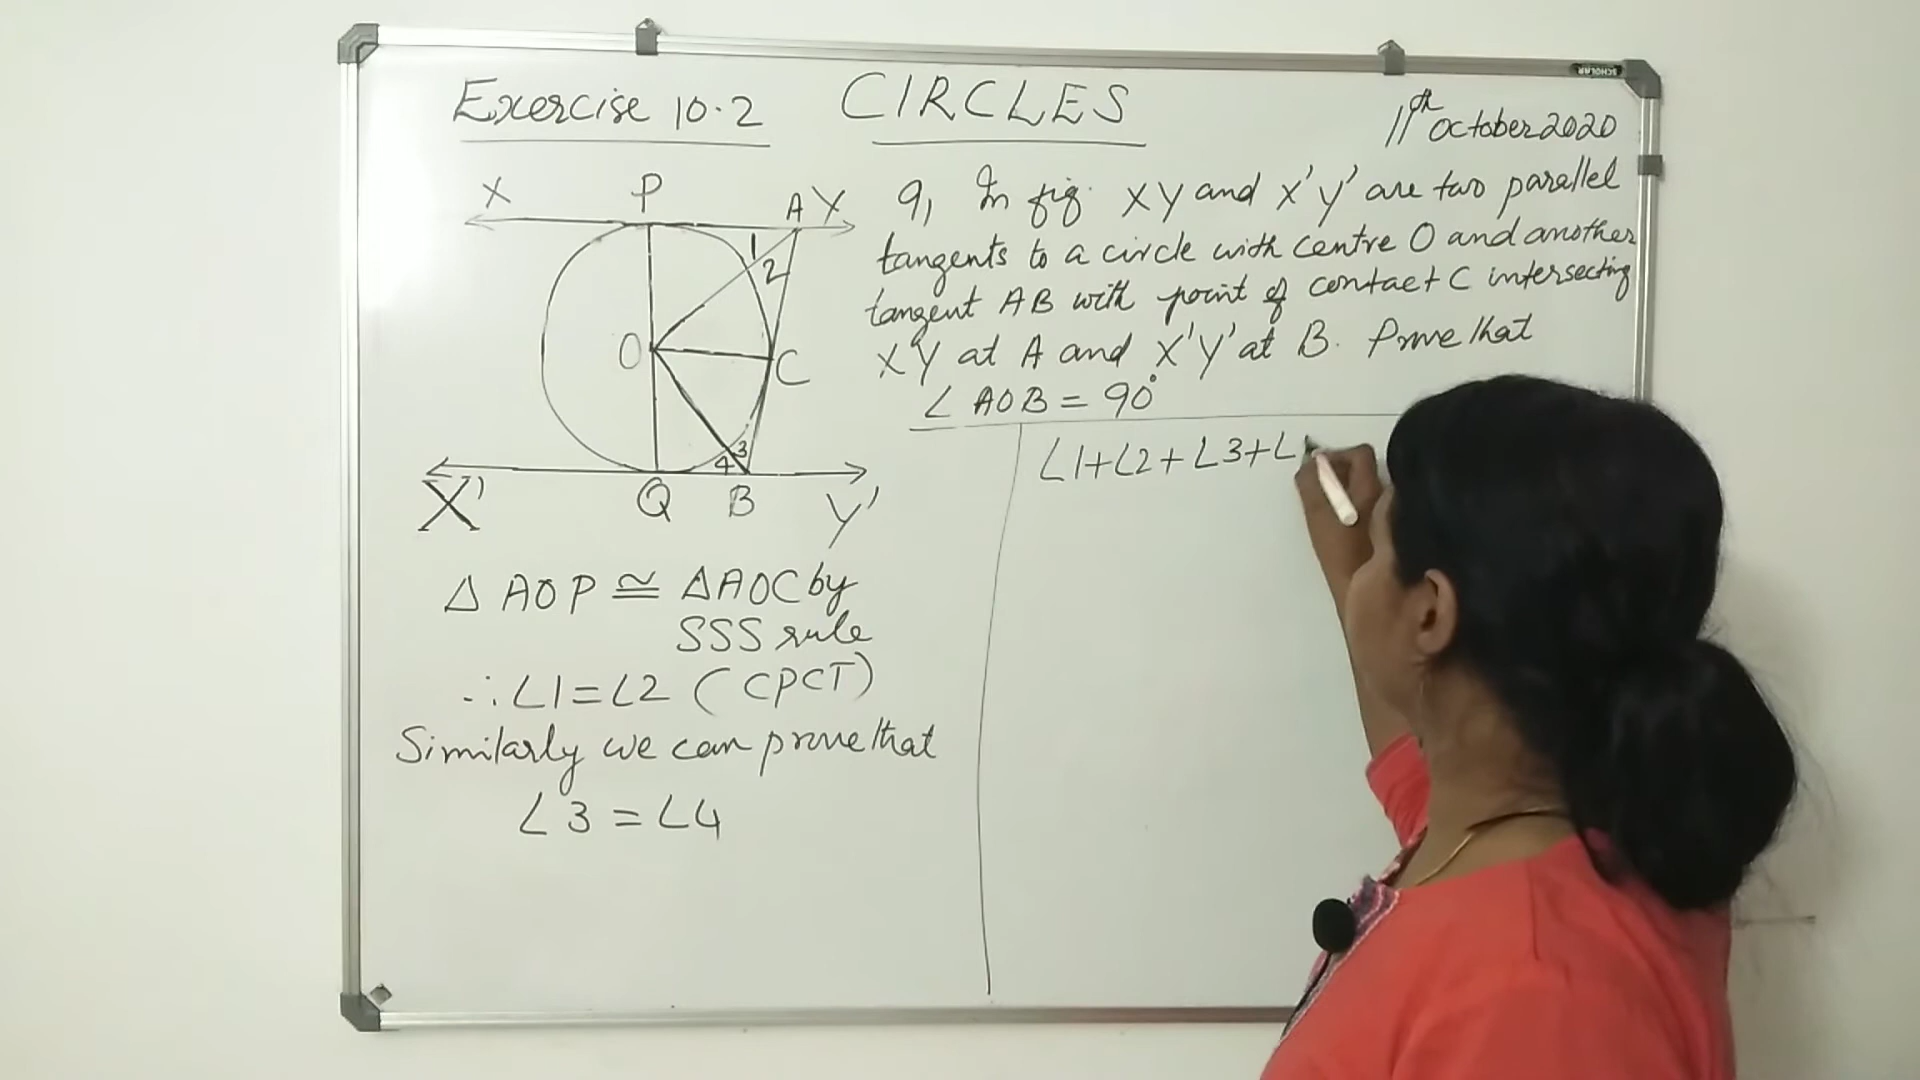 Exercise 10.2 CIRCLES
11th October 2020
SCHOLAR
X P A Y
1
2
O C
3
4
X' Q B Y'
9, In fig. XY and X'Y' are two parallel
tangents to a circle with centre O and another
tangent AB with point of contact C intersecting
XY at A and X'Y' at B. Prove that
∠AOB = 90°
△AOP ≅ △AOC by
SSS rule
∴ ∠1 = ∠2 (CPCT)
Similarly we can prove that
∠3 = ∠4
∠1+∠2+∠3+∠